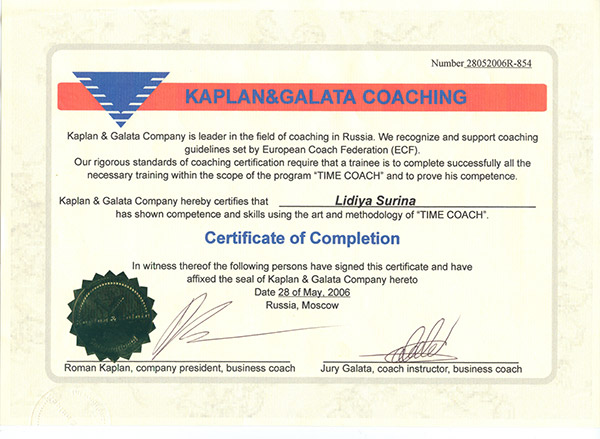 Number 28052006R-854
KAPLAN&GALATA COACHING
Kaplan & Galata Company is leader in the field of coaching in Russia. We recognize and support coaching
guidelines set by European Coach Federation (ECF).
Our rigorous standards of coaching certification require that a trainee is to complete successfully all the
necessary training within the scope of the program “TIME COACH” and to prove his competence.
Kaplan & Galata Company hereby certifies that Lidiya Surina
has shown competence and skills using the art and methodology of “TIME COACH”.
Certificate of Completion
In witness thereof the following persons have signed this certificate and have
affixed the seal of Kaplan & Galata Company hereto
Date 28 of May, 2006
Russia, Moscow
Roman Kaplan, company president, business coach
Jury Galata, coach instructor, business coach